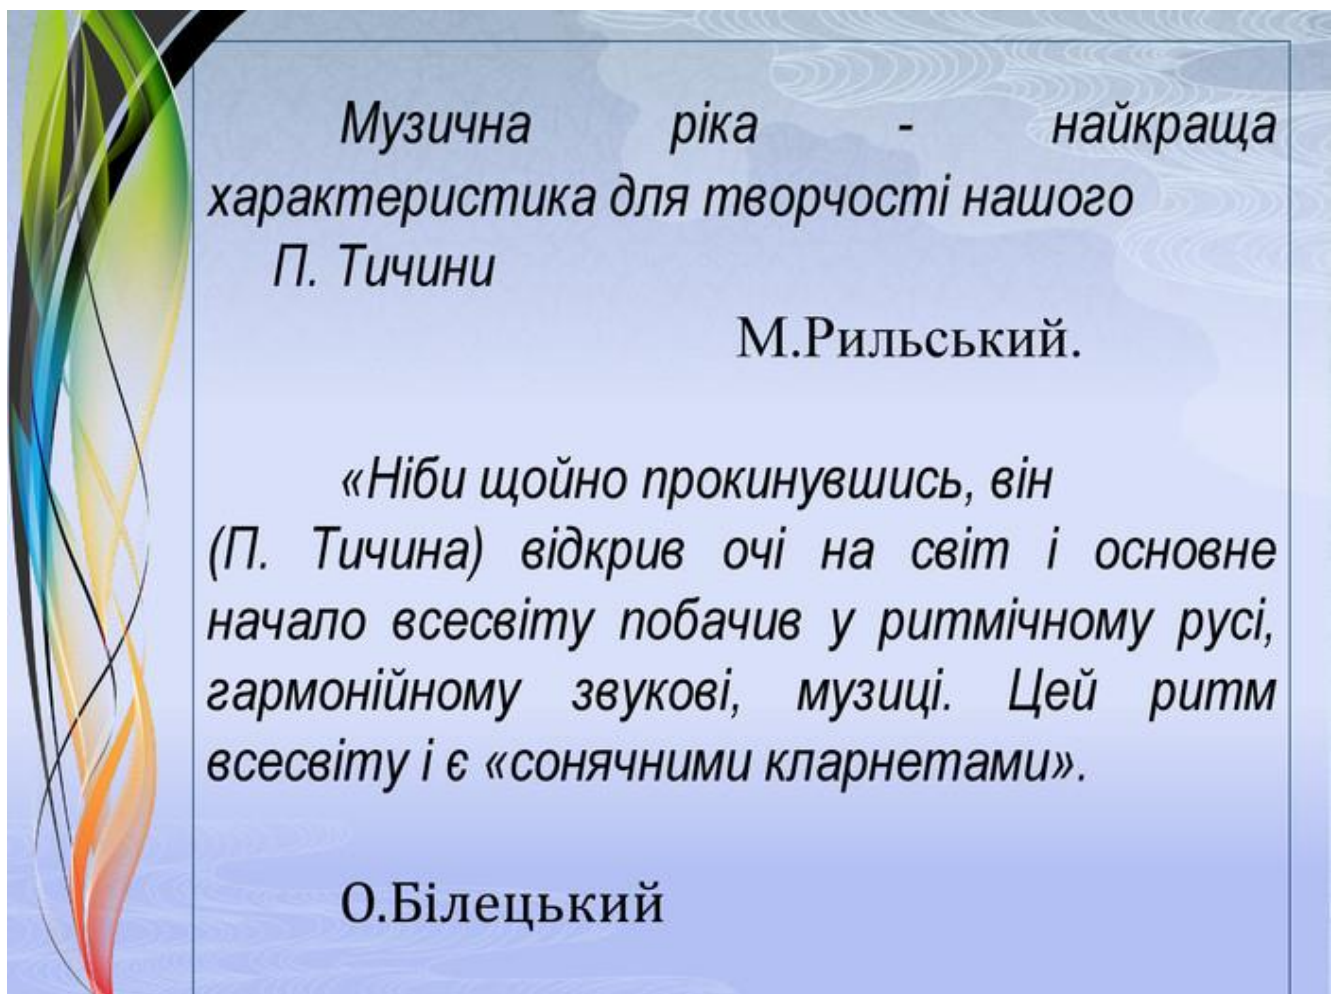 Музична ріка - найкраща
характеристика для творчості нашого
П. Тичини
М.Рильський.
«Ніби щойно прокинувшись, він
(П. Тичина) відкрив очі на світ і основне
начало всесвіту побачив у ритмічному русі,
гармонійному звукові, музиці. Цей ритм
всесвіту і є «сонячними кларнетами».
О.Білецький